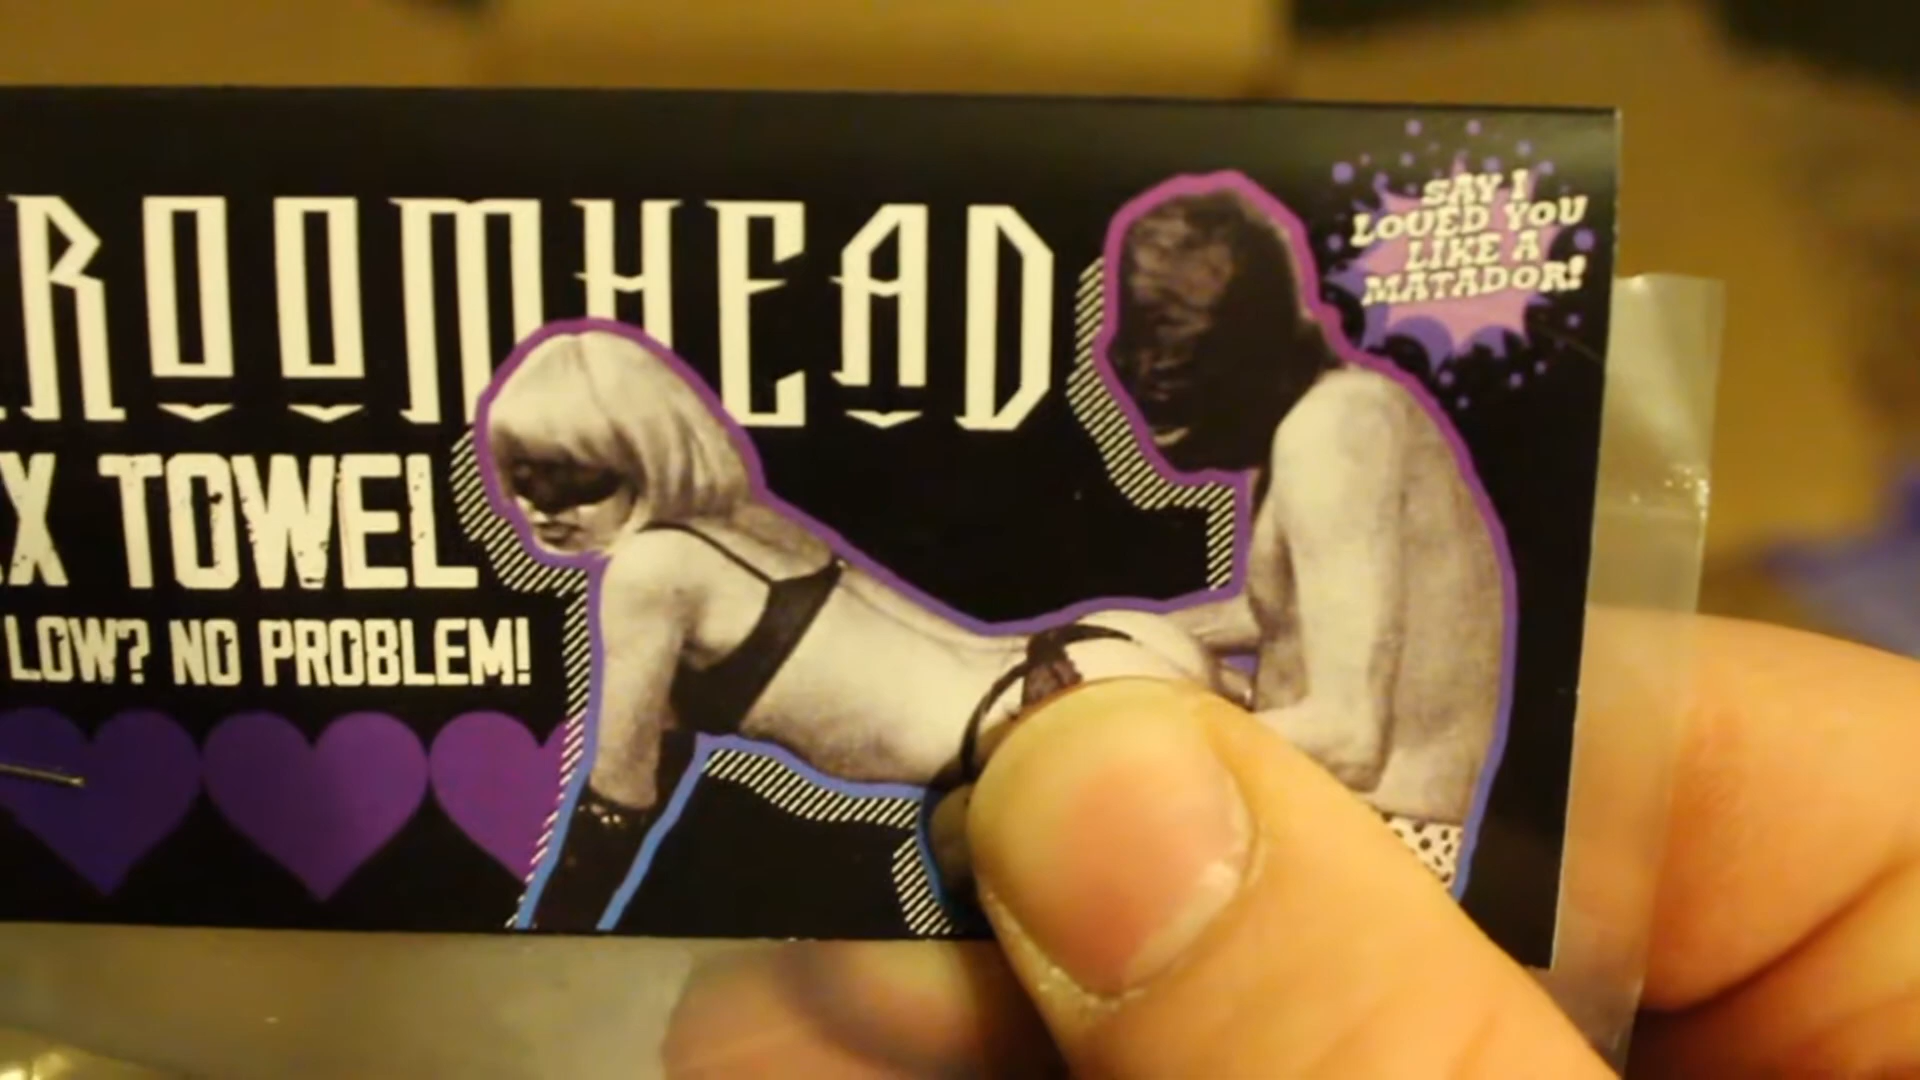 ROOMHEAD
X TOWEL
LOW? NO PROBLEM!
SAY I
LOVED YOU
LIKE A
MATADOR!